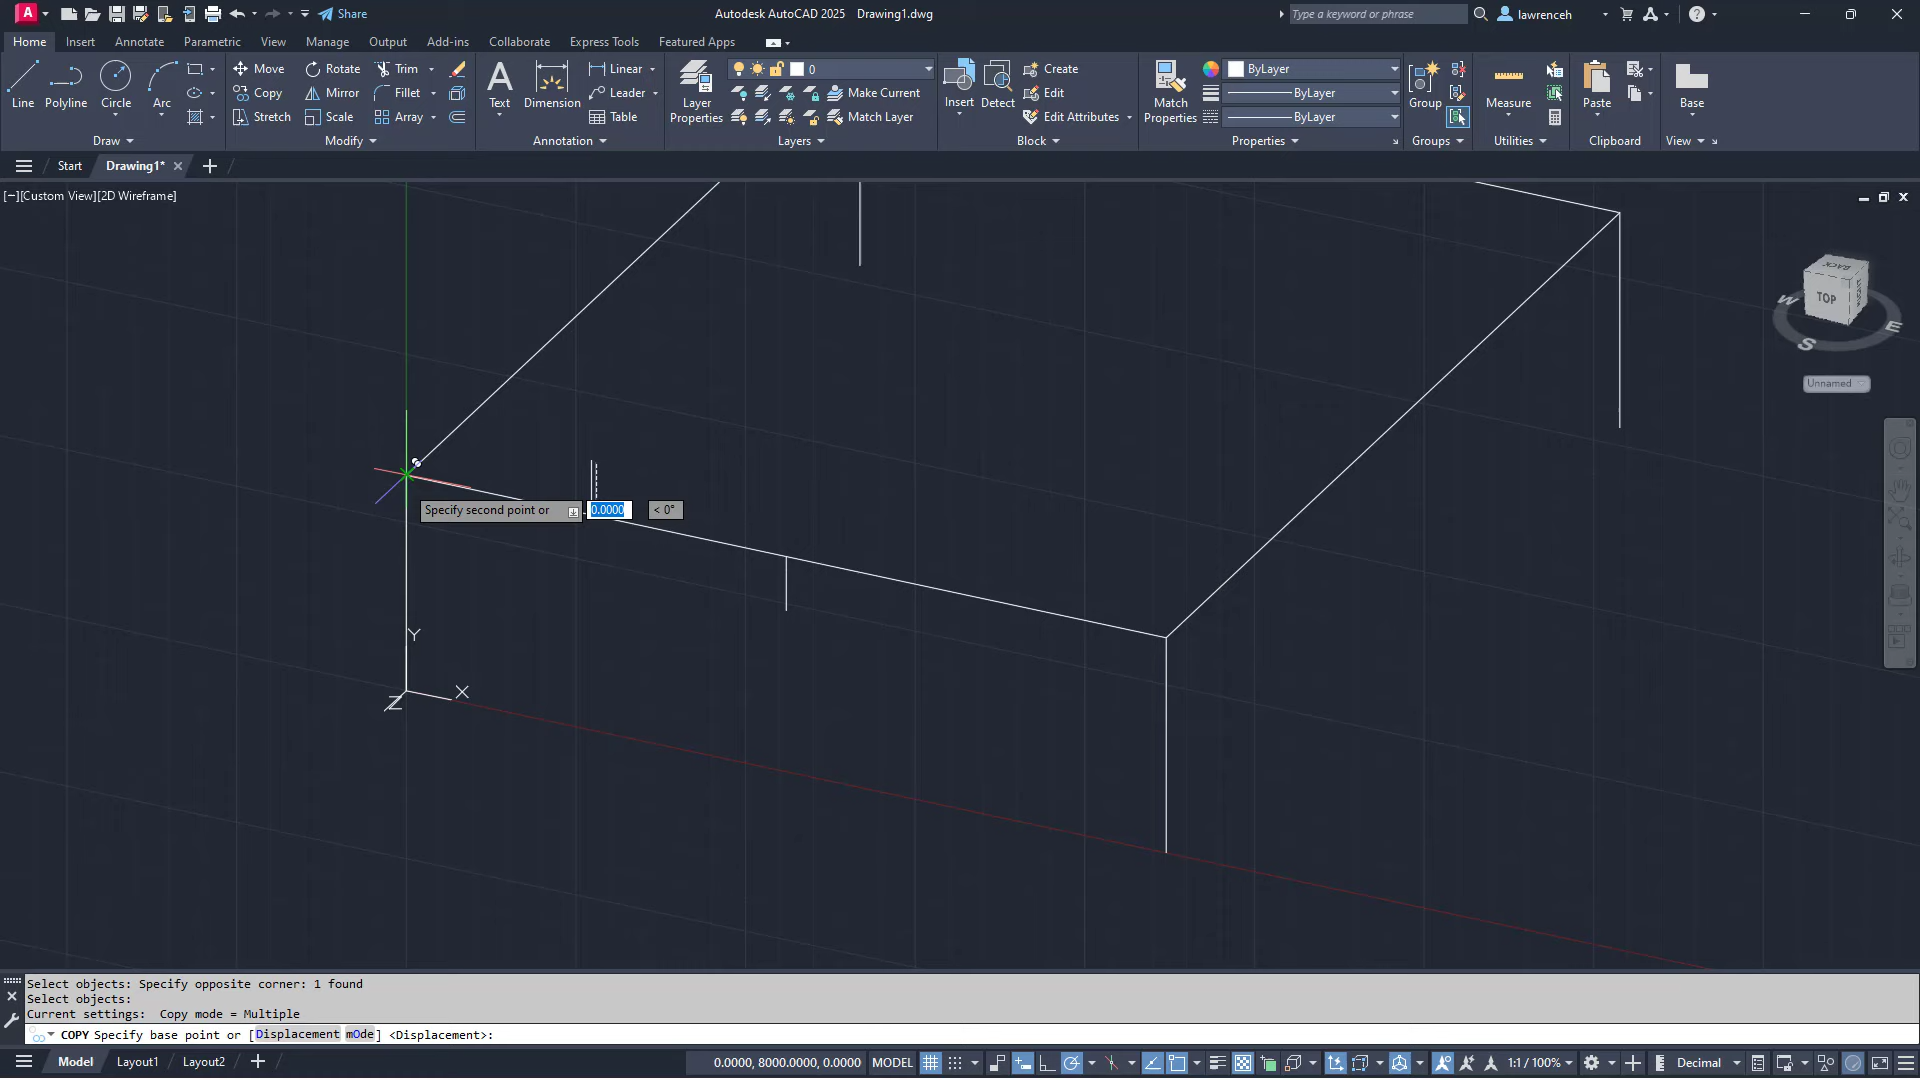 A Share Autodesk AutoCAD 2025 Drawing1.dwg Type a keyword or phrase lawrenceh
Home Insert Annotate Parametric View Manage Output Add-ins Collaborate Express Tools Featured Apps
Line Polyline Circle Arc
Move Rotate Trim
Copy Mirror Fillet
Stretch Scale Array
Text Dimension
Linear
Leader
Table
Layer Properties
0
Make Current
Match Layer
Insert Detect
Create
Edit
Edit Attributes
Match Properties
ByLayer
ByLayer
ByLayer
Group Measure Paste Base
Draw Modify Annotation Layers Block Properties Groups Utilities Clipboard View
Start Drawing1*
[−][Custom View][2D Wireframe]
BACK
TOP
W
E
S
Unnamed
Specify second point or 0.0000 < 0°
Y
X
Z
Select objects: Specify opposite corner: 1 found
Select objects:
Current settings:  Copy mode = Multiple
COPY Specify base point or [Displacement mOde] <Displacement>:
Model Layout1 Layout2 0.0000, 8000.0000, 0.0000 MODEL 1:1 / 100% Decimal